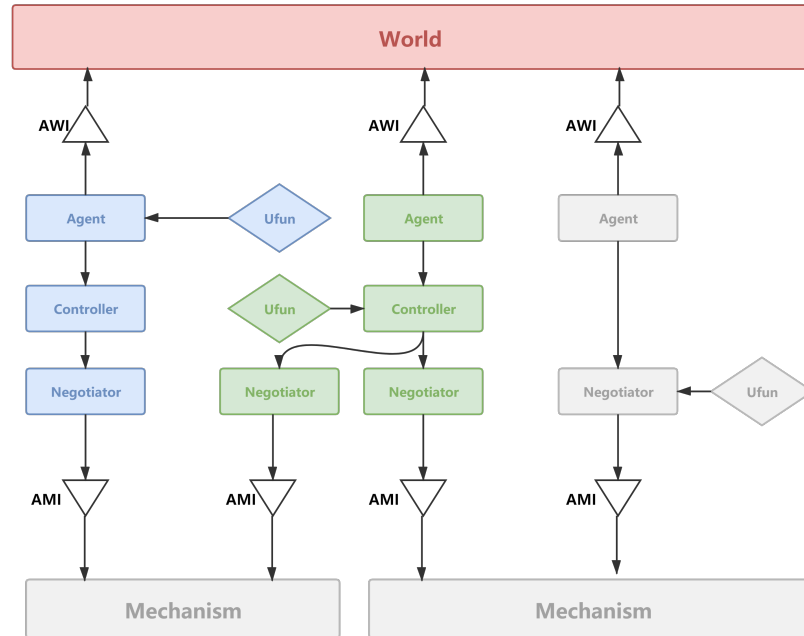 World
AWI
AWI
AWI
Agent
Ufun
Agent
Agent
Controller
Ufun
Controller
Negotiator
Negotiator
Negotiator
Negotiator
Ufun
AMI
AMI
AMI
AMI
Mechanism
Mechanism